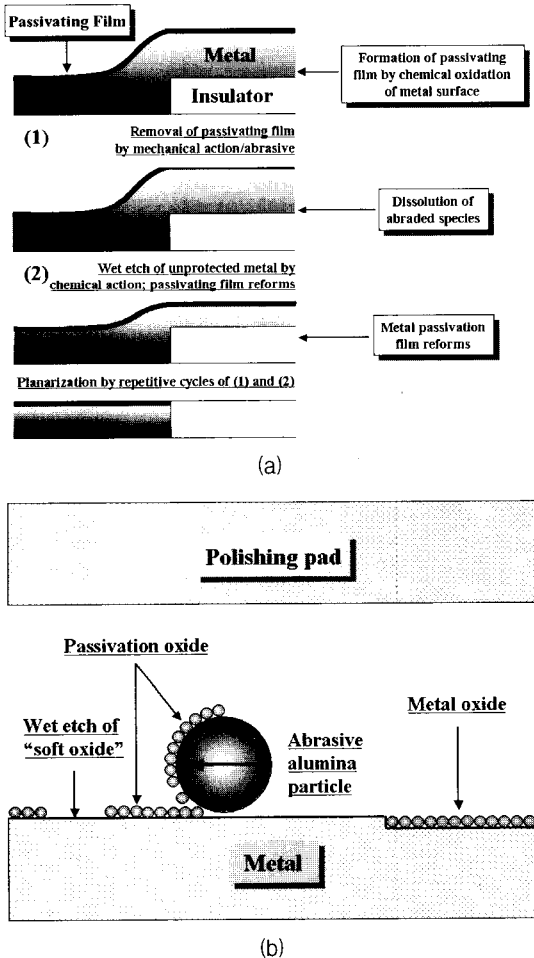 Passivating Film
Metal
Insulator
Formation of passivating
film by chemical oxidation
of metal surface
(1)
Removal of passivating film
by mechanical action/abrasive
Dissolution of
abraded species
(2)
Wet etch of unprotected metal by
chemical action; passivating film reforms
Metal passivation
film reforms
Planarization by repetitive cycles of (1) and (2)
(a)
Polishing pad
Passivation oxide
Wet etch of
"soft oxide"
Abrasive
alumina
particle
Metal oxide
Metal
(b)